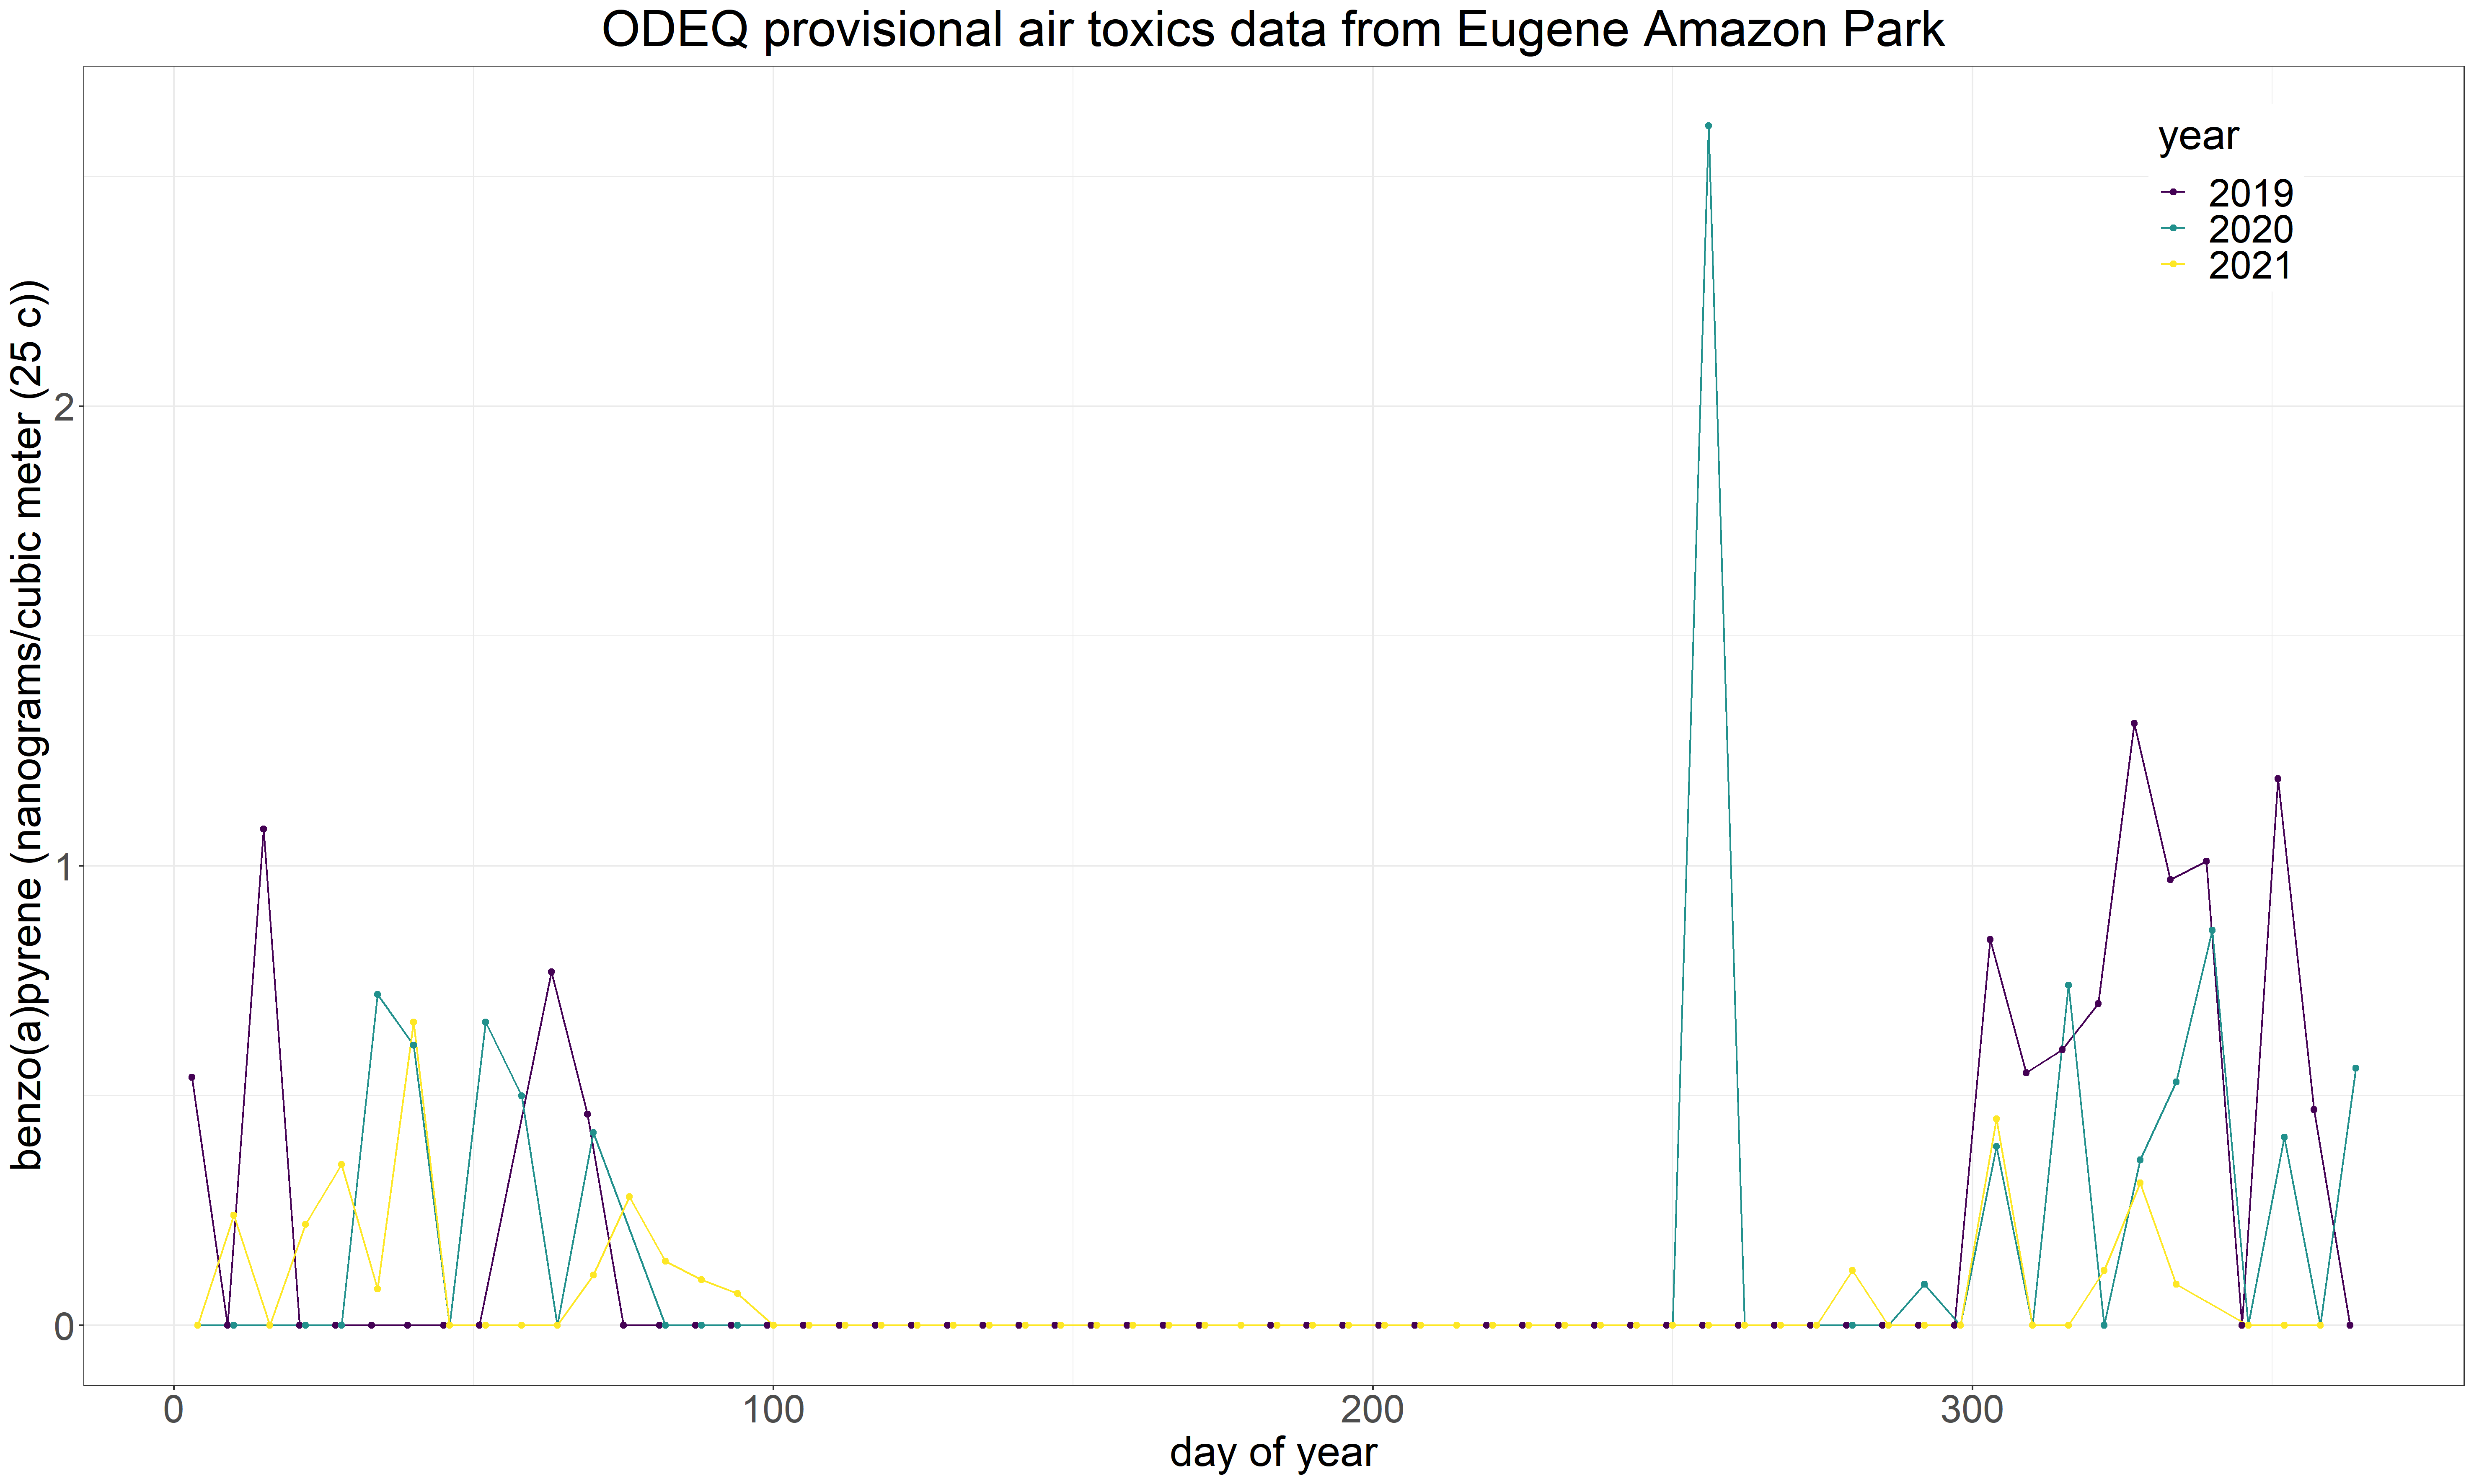 ODEQ provisional air toxics data from Eugene Amazon Park
year
2019
2020
2021
benzo(a)pyrene (nanograms/cubic meter (25 c))
2
1
0
0 100 200 300
day of year